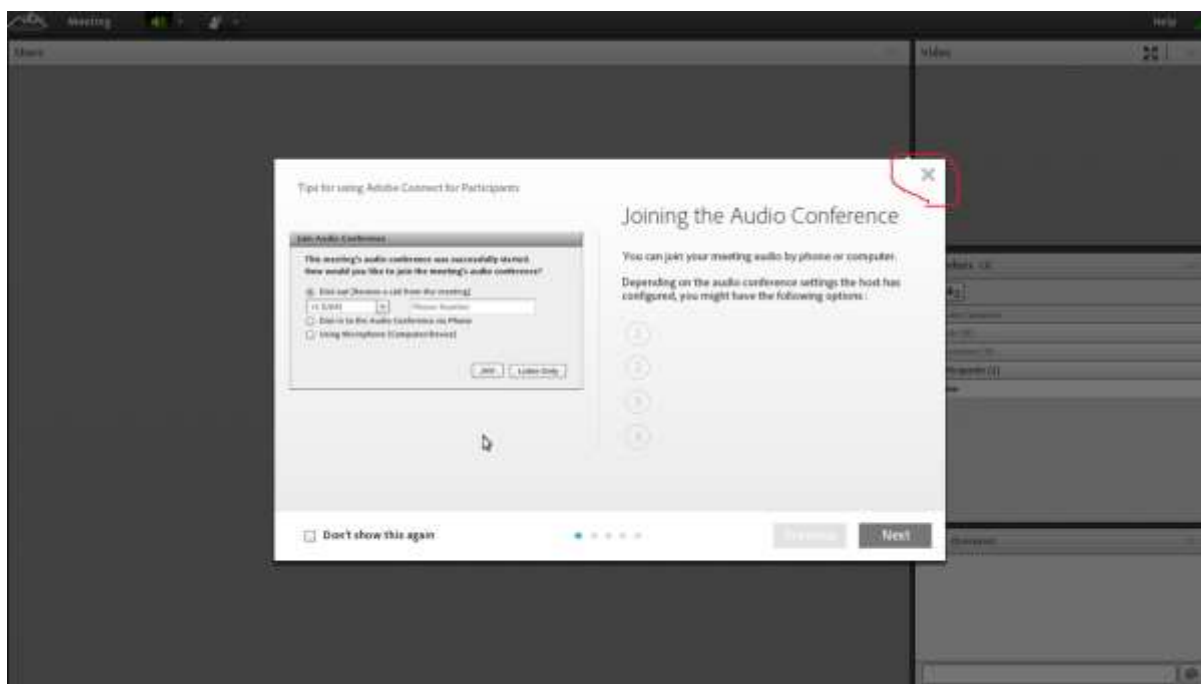 Meeting
Help
Share
Video
Tips for using Adobe Connect for Participants
Joining the Audio Conference
Join Audio Conference
This meeting's audio conference was successfully started.
How would you like to join the meeting's audio conference?
You can join your meeting audio by phone or computer.
Depending on the audio conference settings the host has
configured, you might have the following options :
Dial-out [Receive a call from the meeting]
Phone Number
Dial-in to the Audio Conference via Phone
Using Microphone (Computer/Device)
Join
Listen Only
1
2
3
4
Don't show this again
Next